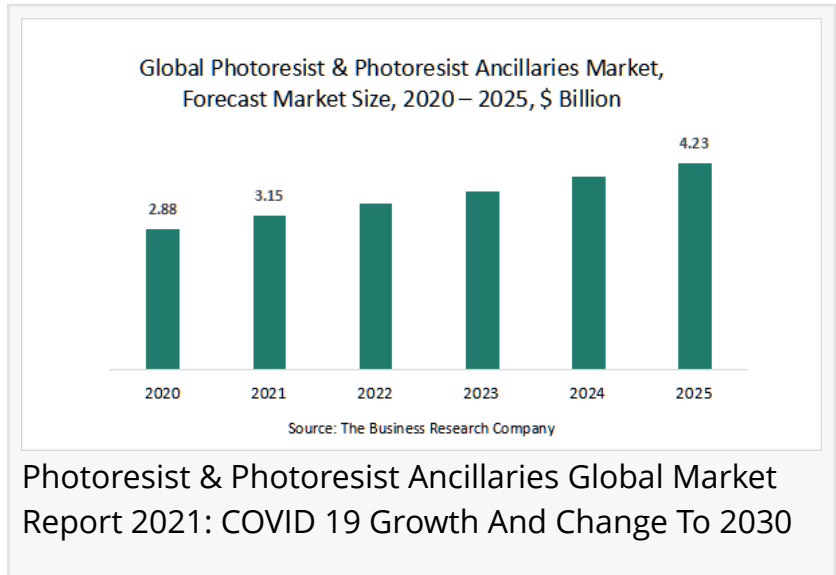 Global Photoresist & Photoresist Ancillaries Market,
Forecast Market Size, 2020 – 2025, $ Billion
4.23
3.15
2.88
2020 2021 2022 2023 2024 2025
Source: The Business Research Company
Photoresist & Photoresist Ancillaries Global Market
Report 2021: COVID 19 Growth And Change To 2030